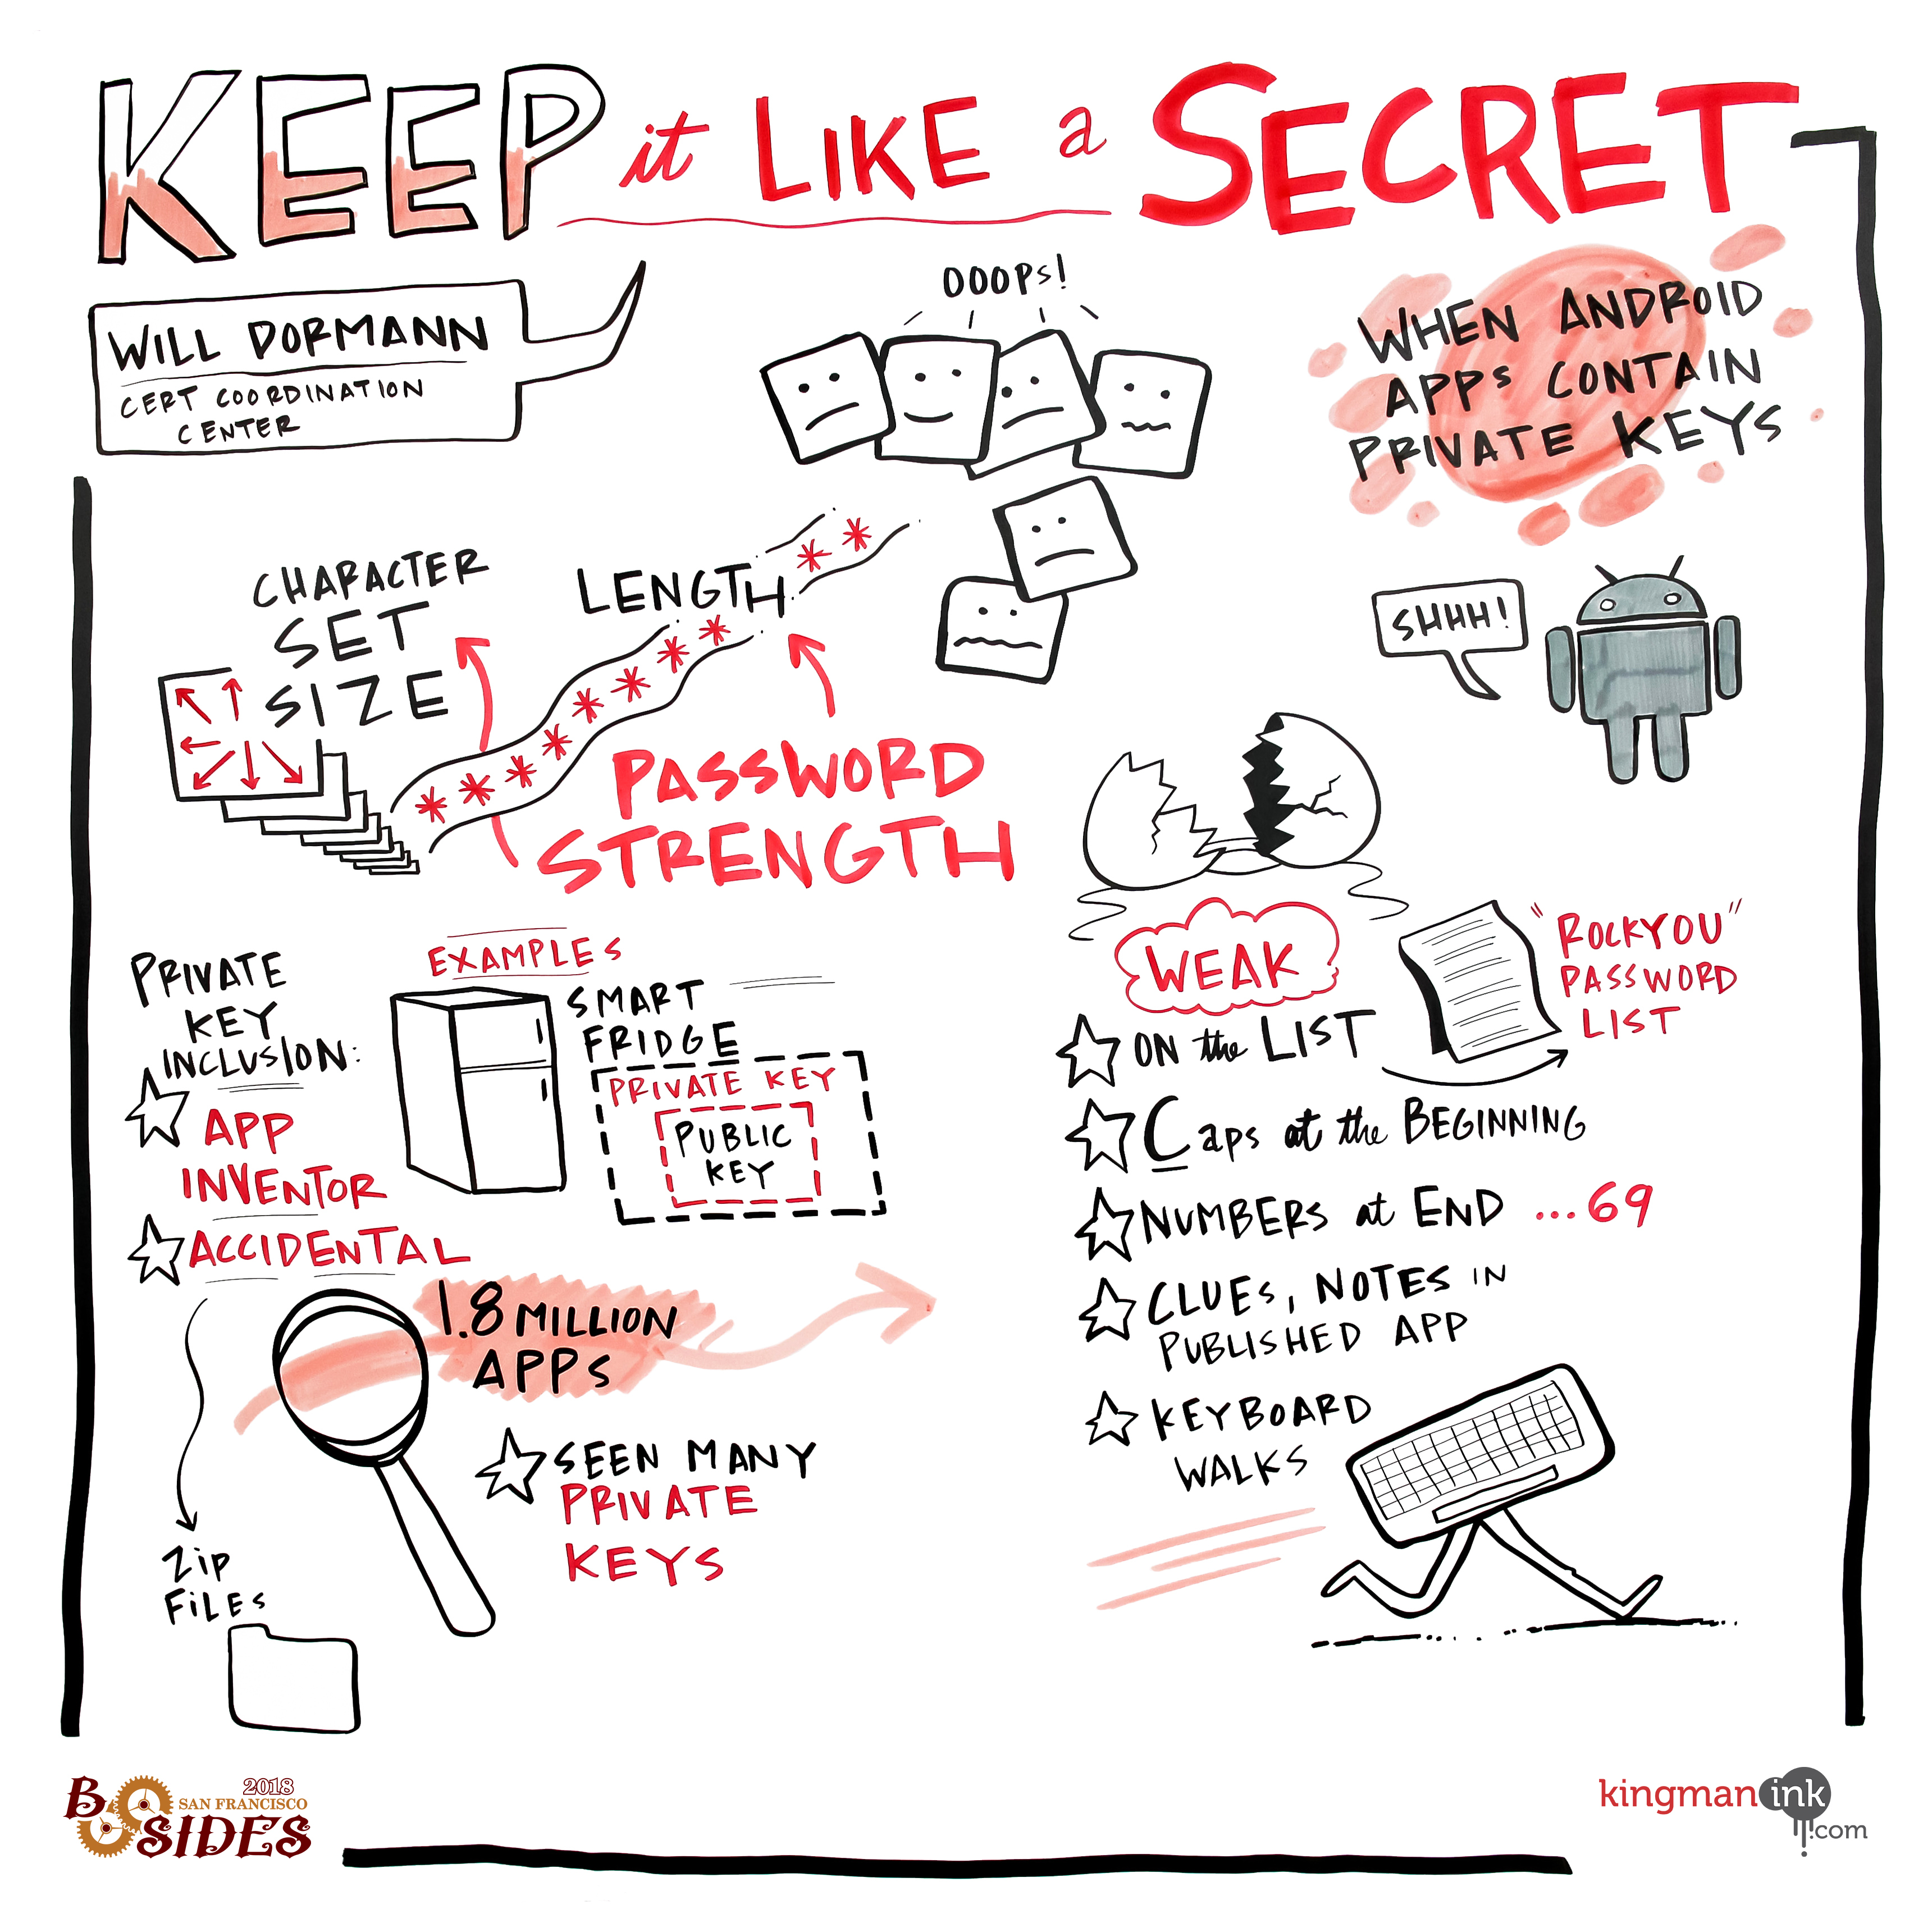 KEEP it LIKE a SECRET
WILL DORMANN
CERT COORDINATION
CENTER
OOOPs!
WHEN ANDROID
APPs CONTAIN
PRIVATE KEYS
SHHH!
CHARACTER
SET
SIZE
LENGTH
* * * * * * * * * *
PASSWORD
STRENGTH
PRIVATE
KEY
INCLUSION:
APP
INVENTOR
ACCIDENTAL
Zip
FiLEs
EXAMPLES
SMART
FRIDGE
PRIVATE KEY
PUBLIC
KEY
1.8 MILLION
APPs
SEEN MANY
PRIVATE
KEYS
WEAK
"ROCKYOU"
PASSWORD
LIST
ON the LIST
Caps at the BEGINNING
NUMBERS at END ...69
CLUEs, NOTES IN
PUBLISHED APP
KEYBOARD
WALKS
2018
B SAN FRANCISCO
SIDES
kingmanink
.com